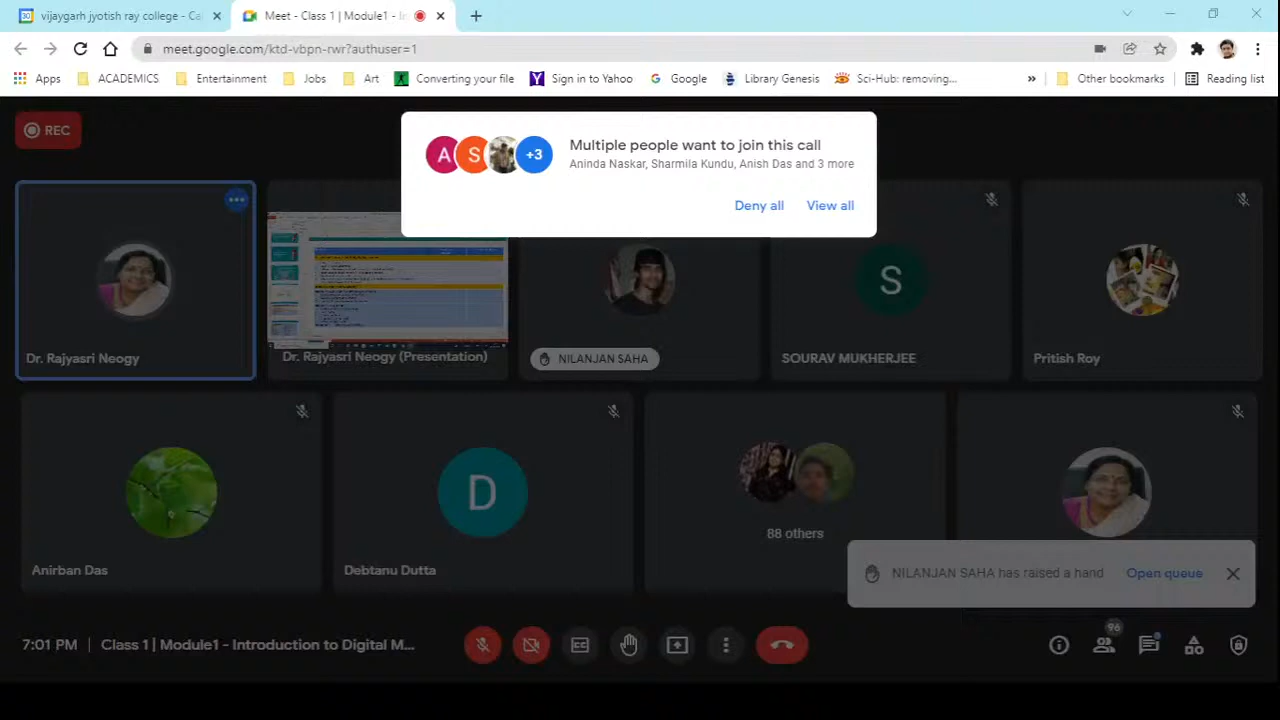 vijaygarh jyotish ray college - Ca
Meet - Class 1 | Module1 - In
meet.google.com/ktd-vbpn-rwr?authuser=1
Apps
ACADEMICS
Entertainment
Jobs
Art
Converting your file
Sign in to Yahoo
Google
Library Genesis
Sci-Hub: removing...
»
Other bookmarks
Reading list
REC
A
S
+3
Multiple people want to join this call
Aninda Naskar, Sharmila Kundu, Anish Das and 3 more
Deny all
View all
S
Dr. Rajyasri Neogy
Dr. Rajyasri Neogy (Presentation)
NILANJAN SAHA
SOURAV MUKHERJEE
Pritish Roy
D
88 others
Anirban Das
Debtanu Dutta
NILANJAN SAHA has raised a hand
Open queue
7:01 PM | Class 1 | Module1 - Introduction to Digital M...
CC
96